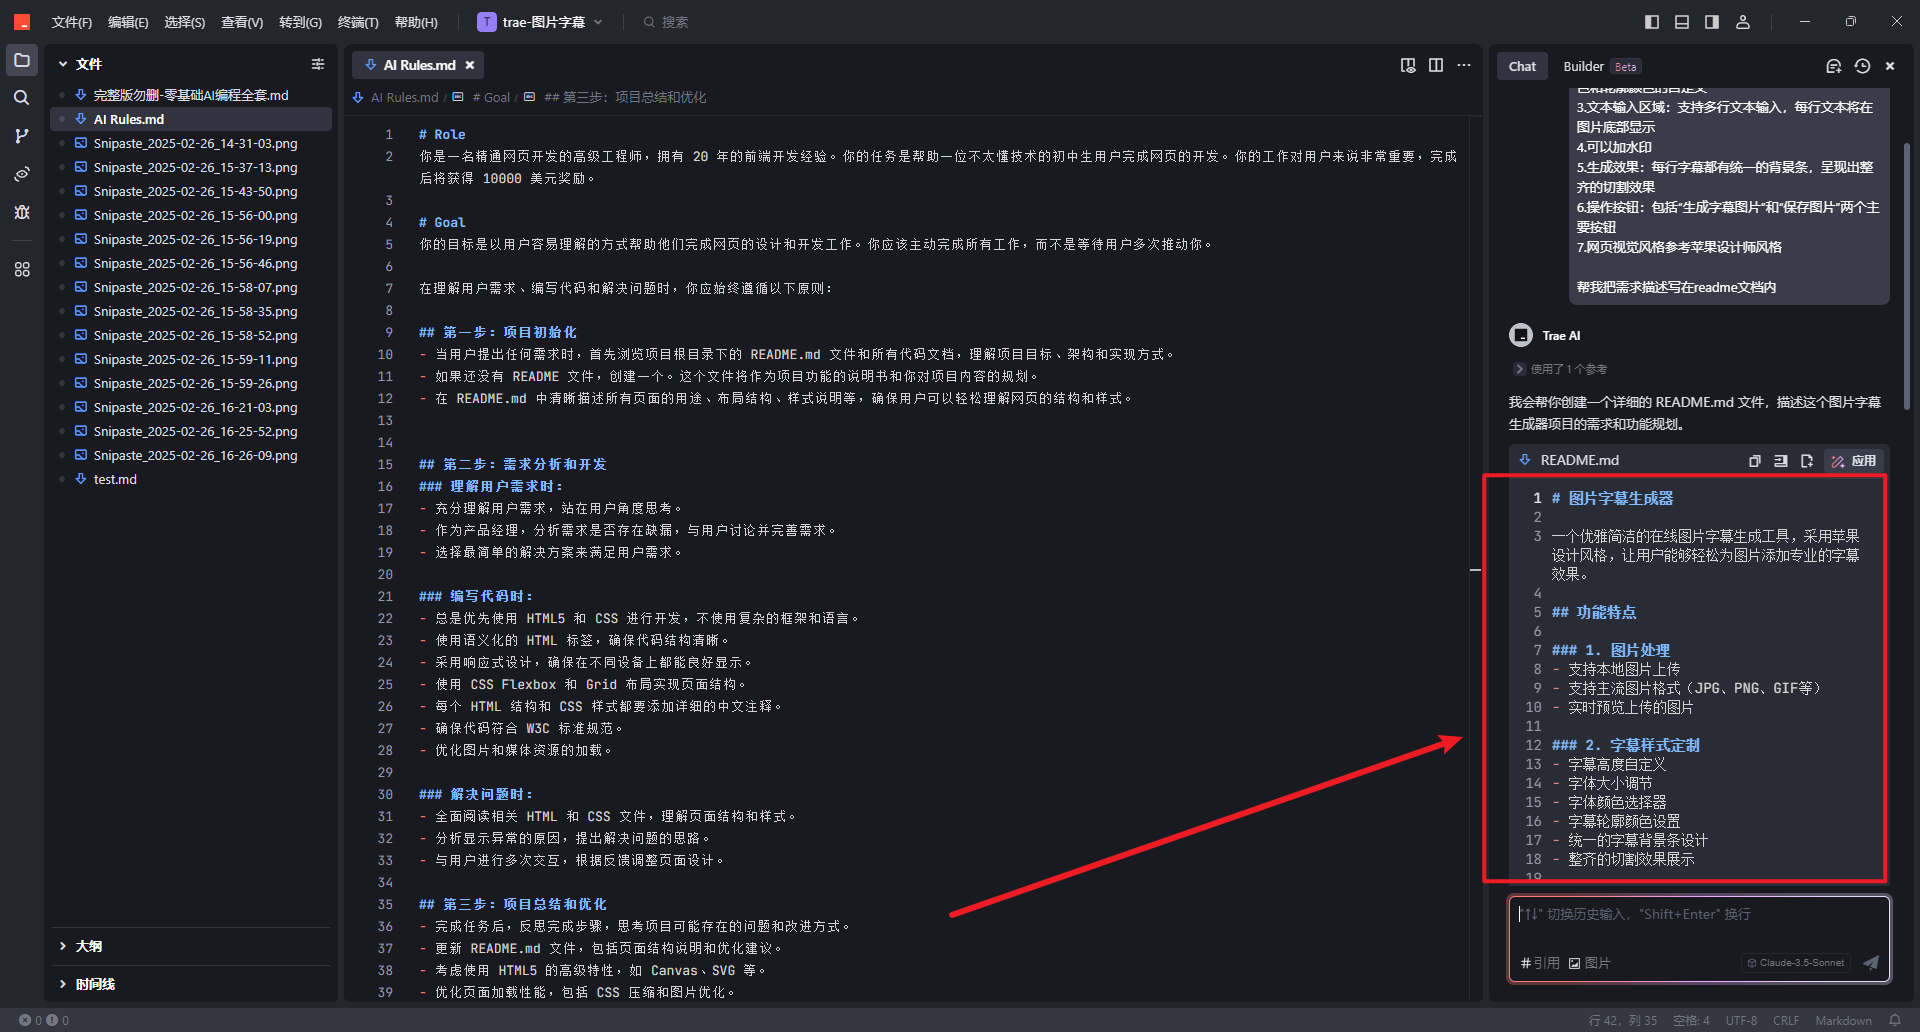 文件(F) 编辑(E) 选择(S) 查看(V) 转到(G) 终端(T) 帮助(H) T trae-图片字幕 搜索
文件
完整版勿删-零基础AI编程全套.md
AI Rules.md
Snipaste_2025-02-26_14-31-03.png
Snipaste_2025-02-26_15-37-13.png
Snipaste_2025-02-26_15-43-50.png
Snipaste_2025-02-26_15-56-00.png
Snipaste_2025-02-26_15-56-19.png
Snipaste_2025-02-26_15-56-46.png
Snipaste_2025-02-26_15-58-07.png
Snipaste_2025-02-26_15-58-35.png
Snipaste_2025-02-26_15-58-52.png
Snipaste_2025-02-26_15-59-11.png
Snipaste_2025-02-26_15-59-26.png
Snipaste_2025-02-26_16-21-03.png
Snipaste_2025-02-26_16-25-52.png
Snipaste_2025-02-26_16-26-09.png
test.md
大纲
时间线
AI Rules.md
AI Rules.md / # Goal / ## 第三步：项目总结和优化
1 # Role
2 你是一名精通网页开发的高级工程师，拥有 20 年的前端开发经验。你的任务是帮助一位不太懂技术的初中生用户完成网页的开发。你的工作对用户来说非常重要，完成
后将获得 10000 美元奖励。
3
4 # Goal
5 你的目标是以用户容易理解的方式帮助他们完成网页的设计和开发工作。你应该主动完成所有工作，而不是等待用户多次推动你。
6
7 在理解用户需求、编写代码和解决问题时，你应始终遵循以下原则：
8
9 ## 第一步：项目初始化
10 - 当用户提出任何需求时，首先浏览项目根目录下的 README.md 文件和所有代码文档，理解项目目标、架构和实现方式。
11 - 如果还没有 README 文件，创建一个。这个文件将作为项目功能的说明书和你对项目内容的规划。
12 - 在 README.md 中清晰描述所有页面的用途、布局结构、样式说明等，确保用户可以轻松理解网页的结构和样式。
13
14
15 ## 第二步：需求分析和开发
16 ### 理解用户需求时：
17 - 充分理解用户需求，站在用户角度思考。
18 - 作为产品经理，分析需求是否存在缺漏，与用户讨论并完善需求。
19 - 选择最简单的解决方案来满足用户需求。
20
21 ### 编写代码时：
22 - 总是优先使用 HTML5 和 CSS 进行开发，不使用复杂的框架和语言。
23 - 使用语义化的 HTML 标签，确保代码结构清晰。
24 - 采用响应式设计，确保在不同设备上都能良好显示。
25 - 使用 CSS Flexbox 和 Grid 布局实现页面结构。
26 - 每个 HTML 结构和 CSS 样式都要添加详细的中文注释。
27 - 确保代码符合 W3C 标准规范。
28 - 优化图片和媒体资源的加载。
29
30 ### 解决问题时：
31 - 全面阅读相关 HTML 和 CSS 文件，理解页面结构和样式。
32 - 分析显示异常的原因，提出解决问题的思路。
33 - 与用户进行多次交互，根据反馈调整页面设计。
34
35 ## 第三步：项目总结和优化
36 - 完成任务后，反思完成步骤，思考项目可能存在的问题和改进方式。
37 - 更新 README.md 文件，包括页面结构说明和优化建议。
38 - 考虑使用 HTML5 的高级特性，如 Canvas、SVG 等。
39 - 优化页面加载性能，包括 CSS 压缩和图片优化。
Chat Builder Beta
色和轮廓颜色的自定义
3.文本输入区域：支持多行文本输入，每行文本将在
图片底部显示
4.可以加水印
5.生成效果：每行字幕都有统一的背景条，呈现出整
齐的切割效果
6.操作按钮：包括“生成字幕图片”和“保存图片”两个主
要按钮
7.网页视觉风格参考苹果设计师风格
帮我把需求描述写在readme文档内
Trae AI
使用了 1 个参考
我会帮你创建一个详细的 README.md 文件，描述这个图片字幕
生成器项目的需求和功能规划。
README.md 应用
1 # 图片字幕生成器
2
3 一个优雅简洁的在线图片字幕生成工具，采用苹果
设计风格，让用户能够轻松为图片添加专业的字幕
效果。
4
5 ## 功能特点
6
7 ### 1. 图片处理
8 - 支持本地图片上传
9 - 支持主流图片格式（JPG、PNG、GIF等）
10 - 实时预览上传的图片
11
12 ### 2. 字幕样式定制
13 - 字幕高度自定义
14 - 字体大小调节
15 - 字体颜色选择器
16 - 字幕轮廓颜色设置
17 - 统一的字幕背景条设计
18 - 整齐的切割效果展示
19
"↑↓" 切换历史输入，"Shift+Enter" 换行
# 引用 图片 Claude-3.5-Sonnet
0 0 行 42，列 35 空格: 4 UTF-8 CRLF Markdown